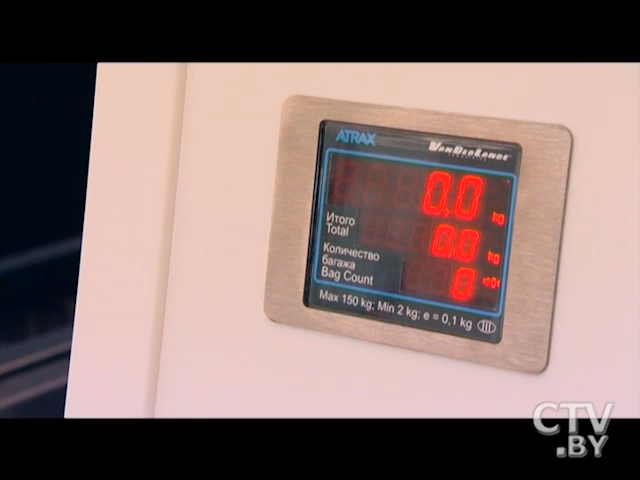 ATRAX VANDERLANDE
0.0 kg
Итого
Total
0.0 kg
Количество
багажа
Bag Count
0
Max 150 kg; Min 2 kg; e = 0,1 kg III
CTV
.BY